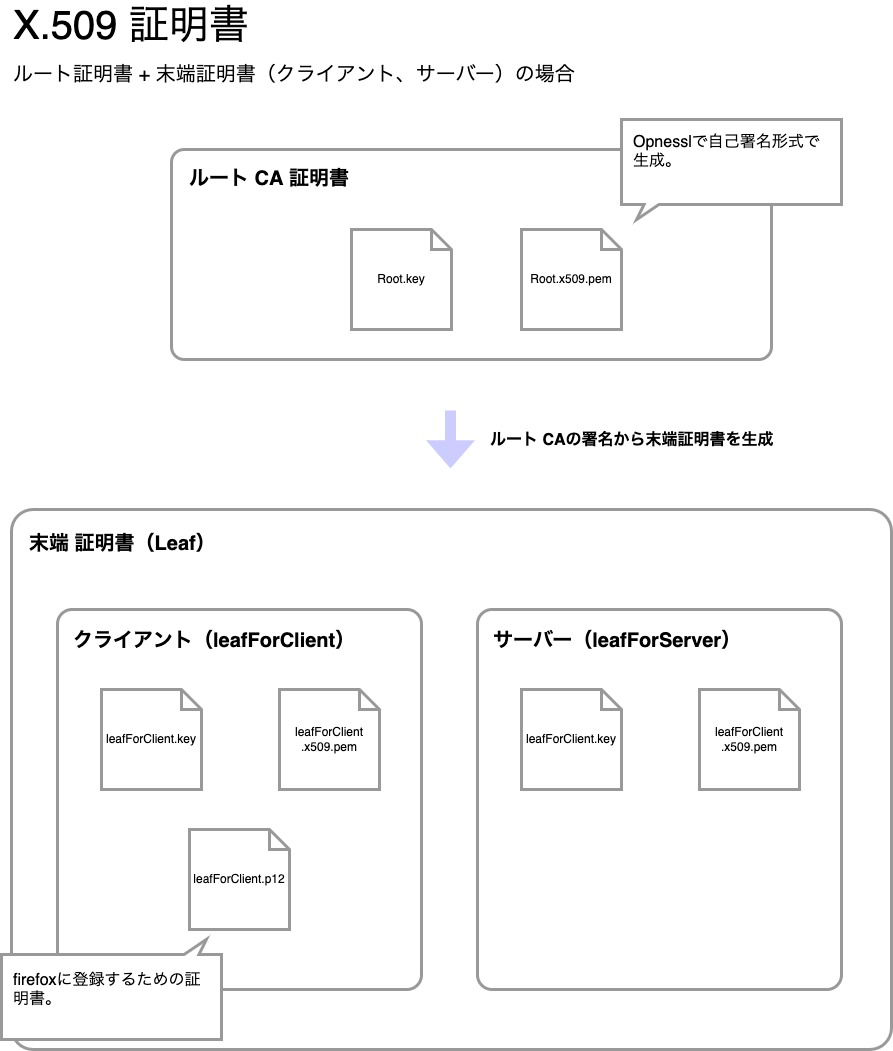 X.509 証明書
ルート証明書 + 末端証明書（クライアント、サーバー）の場合
Opnesslで自己署名形式で
生成。
ルート CA 証明書
Root.key
Root.x509.pem
ルート CAの署名から末端証明書を生成
末端 証明書（Leaf）
クライアント（leafForClient）
leafForClient.key
leafForClient
.x509.pem
leafForClient.p12
firefoxに登録するための証
明書。
サーバー（leafForServer）
leafForClient.key
leafForClient
.x509.pem